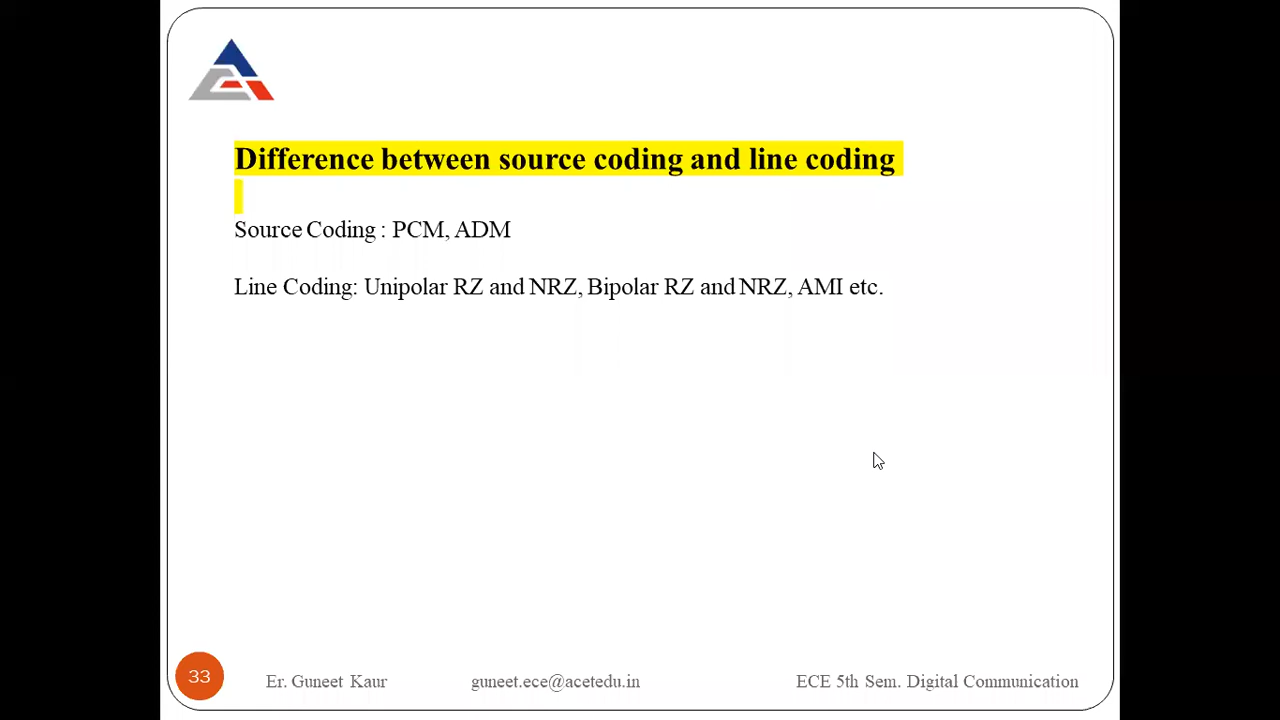 Difference between source coding and line coding
Source Coding : PCM, ADM
Line Coding: Unipolar RZ and NRZ, Bipolar RZ and NRZ, AMI etc.
33
Er. Guneet Kaur
guneet.ece@acetedu.in
ECE 5th Sem. Digital Communication